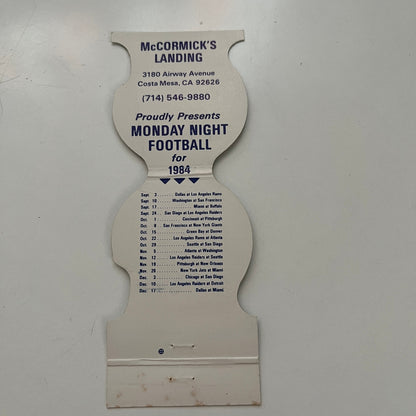 McCORMICK'S
LANDING
3180 Airway Avenue
Costa Mesa, CA 92626
(714) 546-9880
Proudly Presents
MONDAY NIGHT
FOOTBALL
for
1984
Sept. 3 ..... Dallas at Los Angeles Rams
Sept. 10 ..... Washington at San Francisco
Sept. 17 ..... Miami at Buffalo
Sept. 24 ..... San Diego at Los Angeles Raiders
Oct. 1 ..... Cincinnati at Pittsburgh
Oct. 8 ..... San Francisco at New York Giants
Oct. 15 ..... Green Bay at Denver
Oct. 22 ..... Los Angeles Rams at Atlanta
Oct. 29 ..... Seattle at San Diego
Nov. 5 ..... Atlanta at Washington
Nov. 12 ..... Los Angeles Raiders at Seattle
Nov. 19 ..... Pittsburgh at New Orleans
Nov. 26 ..... New York Jets at Miami
Dec. 3 ..... Chicago at San Diego
Dec. 10 ..... Los Angeles Raiders at Detroit
Dec. 17 ..... Dallas at Miami